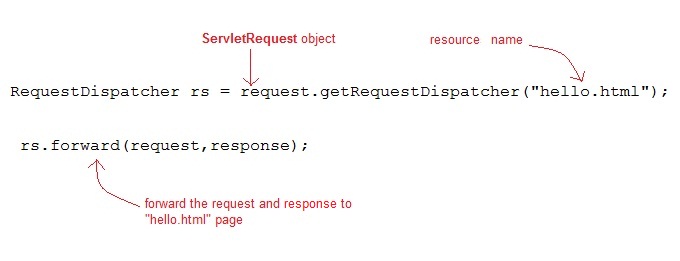 ServletRequest object
resource name
RequestDispatcher rs = request.getRequestDispatcher("hello.html");
rs.forward(request,response);
forward the request and response to
"hello.html" page